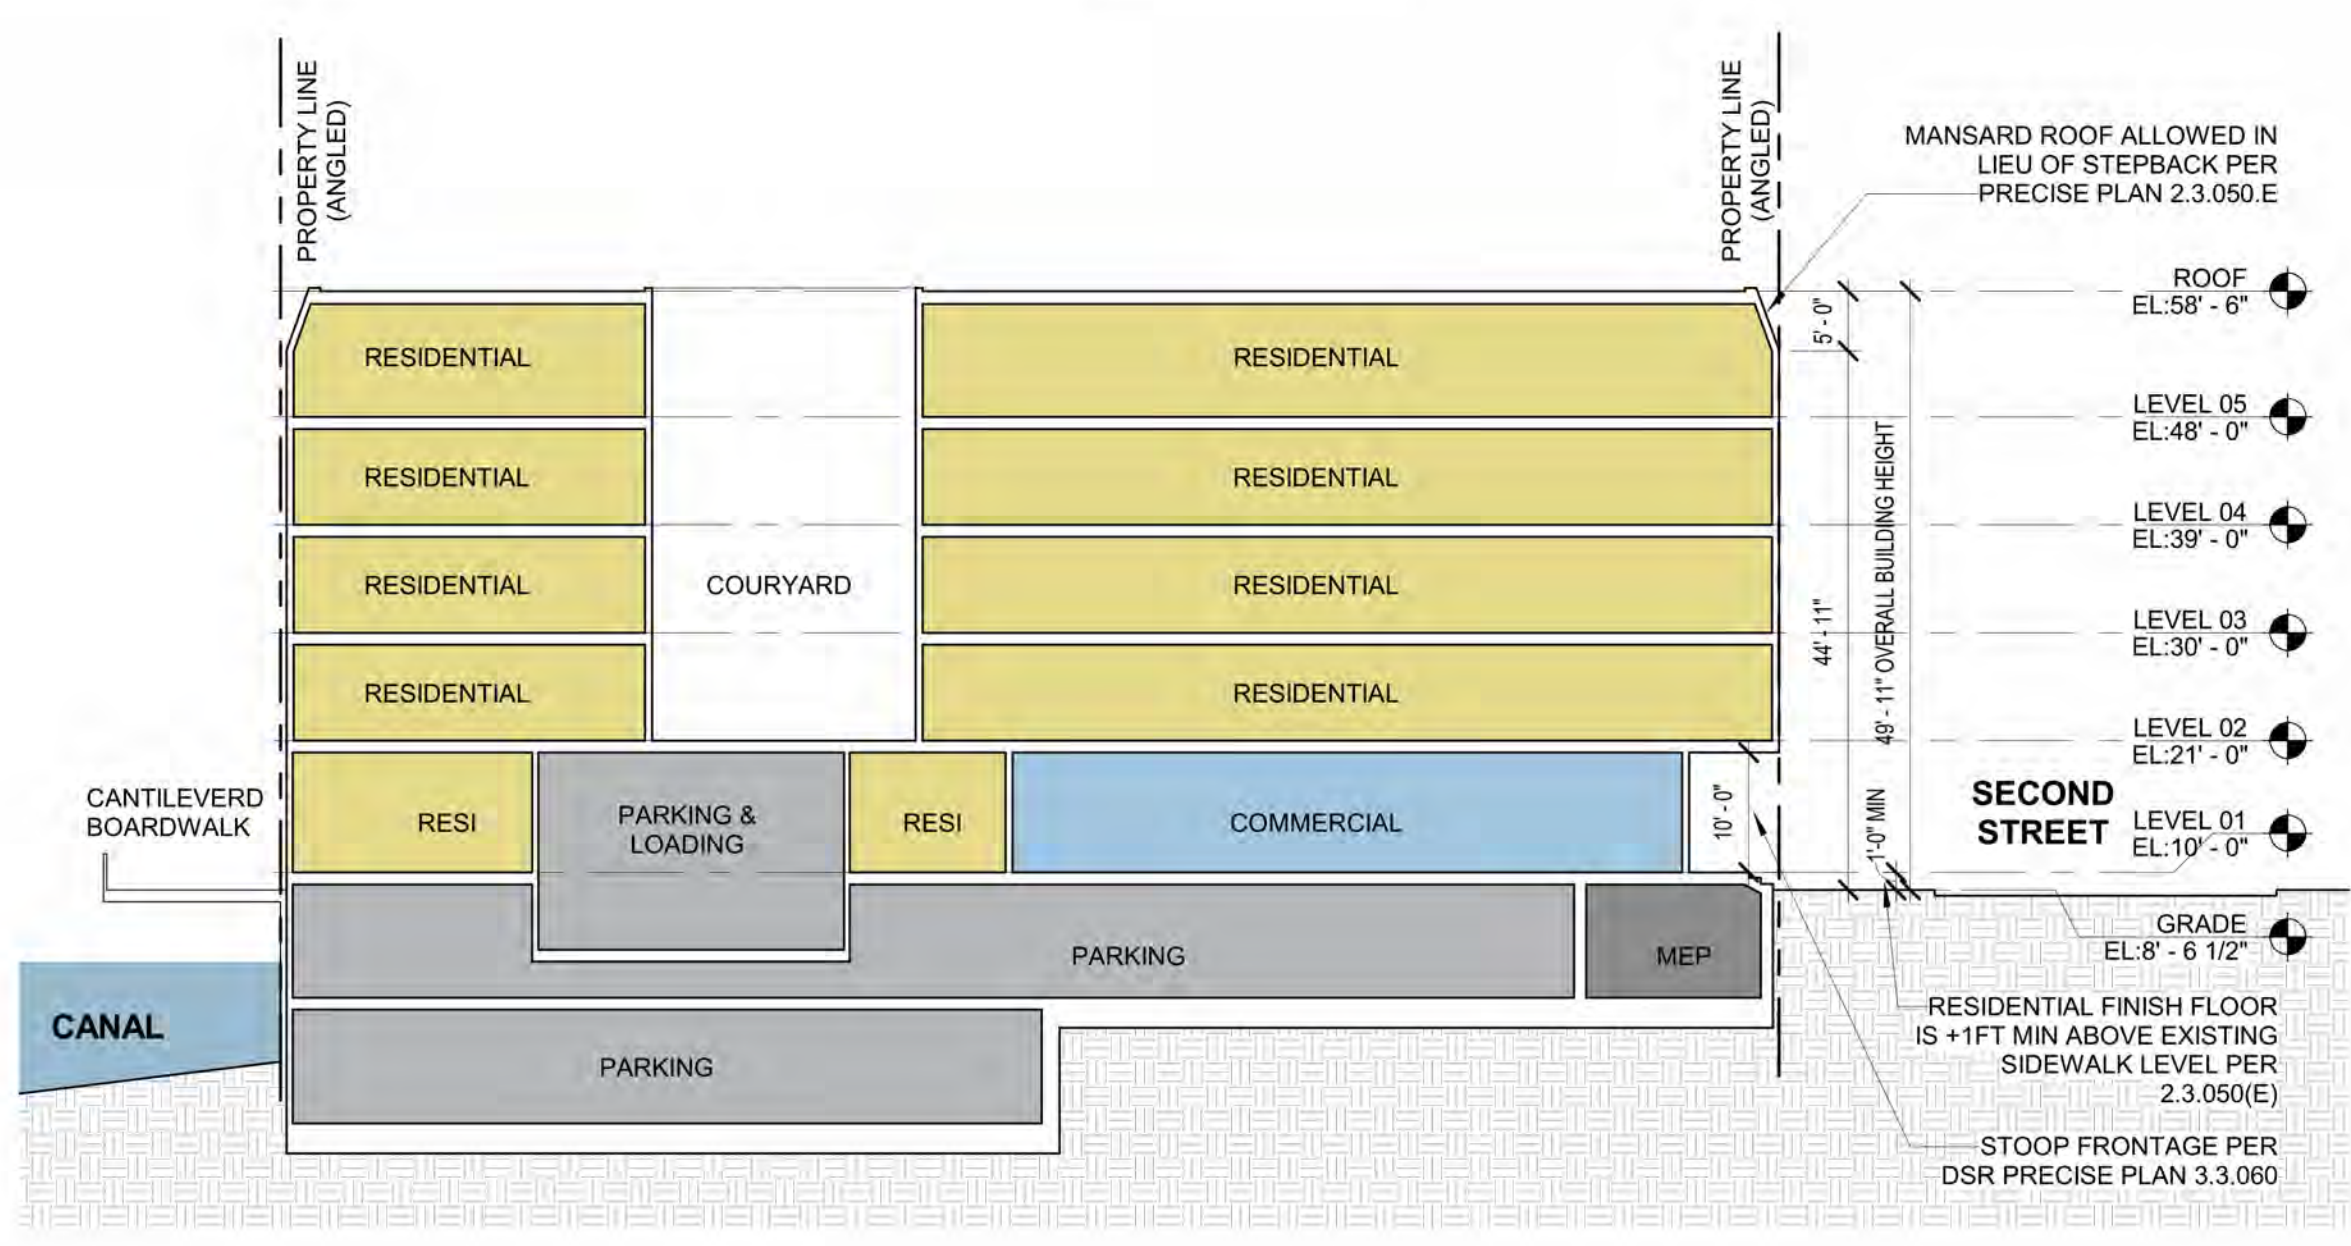 PROPERTY LINE
(ANGLED)
PROPERTY LINE
(ANGLED)
MANSARD ROOF ALLOWED IN
LIEU OF STEPBACK PER
PRECISE PLAN 2.3.050.E
ROOF
EL:58' - 6"
5' - 0"
RESIDENTIAL
RESIDENTIAL
LEVEL 05
EL:48' - 0"
RESIDENTIAL
RESIDENTIAL
LEVEL 04
EL:39' - 0"
RESIDENTIAL
COURYARD
RESIDENTIAL
44' - 11"
49' - 11" OVERALL BUILDING HEIGHT
LEVEL 03
EL:30' - 0"
RESIDENTIAL
RESIDENTIAL
LEVEL 02
EL:21' - 0"
CANTILEVERD
BOARDWALK
RESI
PARKING &
LOADING
RESI
COMMERCIAL
10' - 0"
1'-0" MIN
SECOND
STREET
LEVEL 01
EL:10' - 0"
GRADE
EL:8' - 6 1/2"
PARKING
MEP
CANAL
PARKING
RESIDENTIAL FINISH FLOOR
IS +1FT MIN ABOVE EXISTING
SIDEWALK LEVEL PER
2.3.050(E)
STOOP FRONTAGE PER
DSR PRECISE PLAN 3.3.060